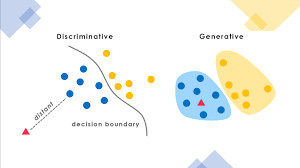 Discriminative
Generative
distant
decision boundary